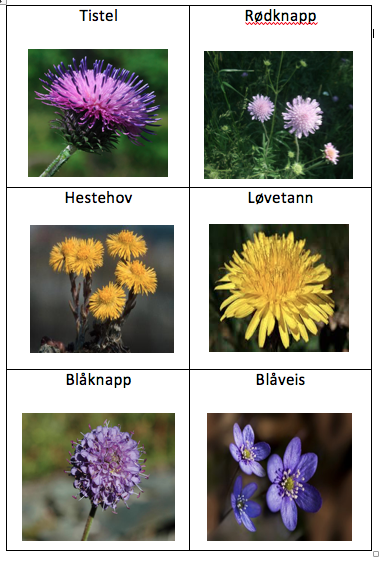 Tistel
Rødknapp
Hestehov
Løvetann
Blåknapp
Blåveis